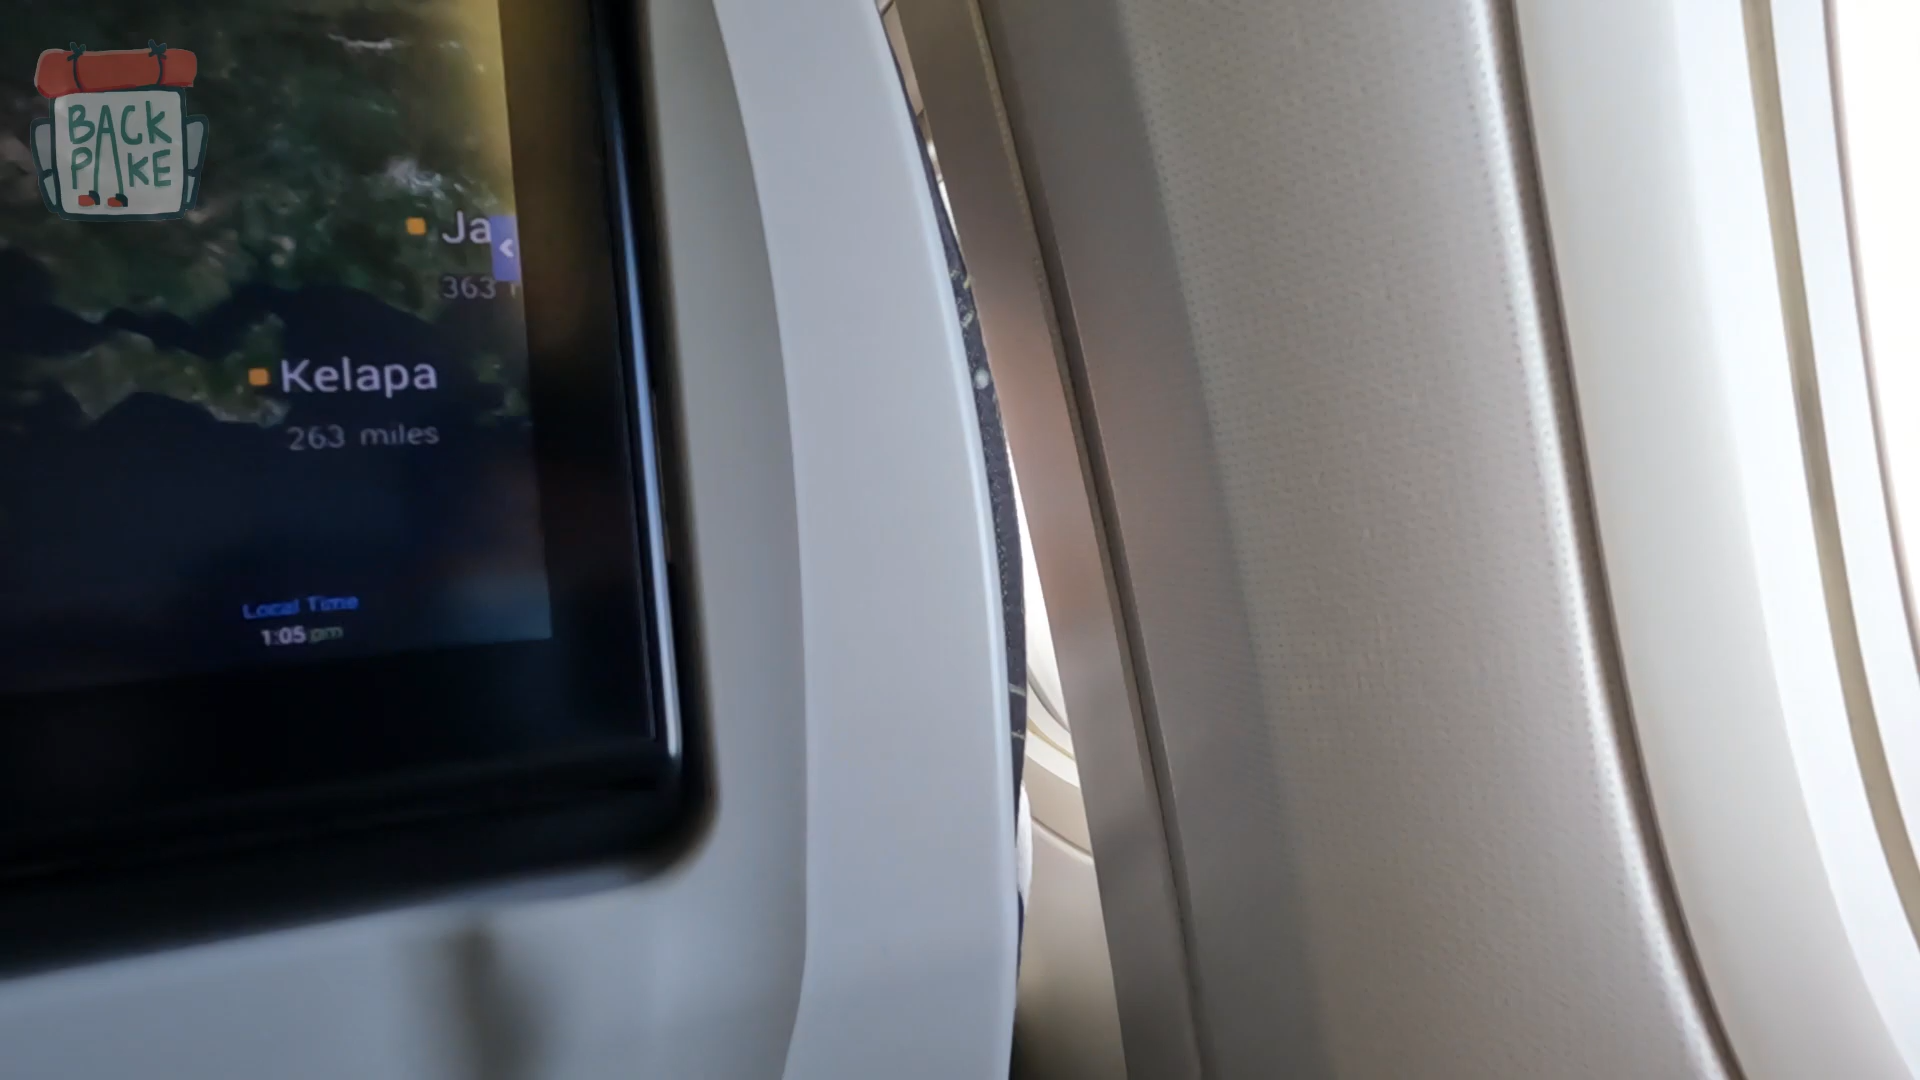 BACK
PAKE
Ja
363
Kelapa
263 miles
Local Time
1:05 pm